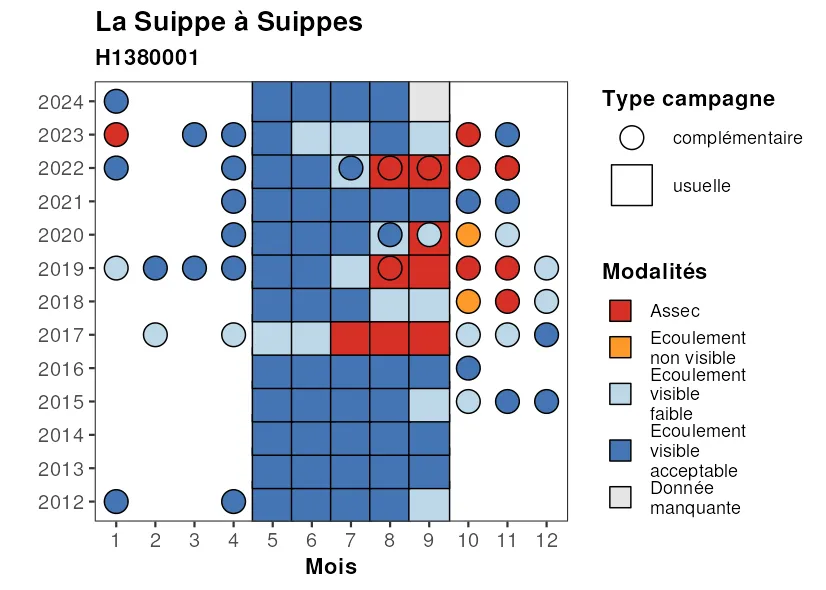 La Suippe à Suippes
H1380001
2024
2023
2022
2021
2020
2019
2018
2017
2016
2015
2014
2013
2012
1 2 3 4 5 6 7 8 9 10 11 12
Mois
Type campagne
complémentaire
usuelle
Modalités
Assec
Ecoulement
non visible
Ecoulement
visible
faible
Ecoulement
visible
acceptable
Donnée
manquante